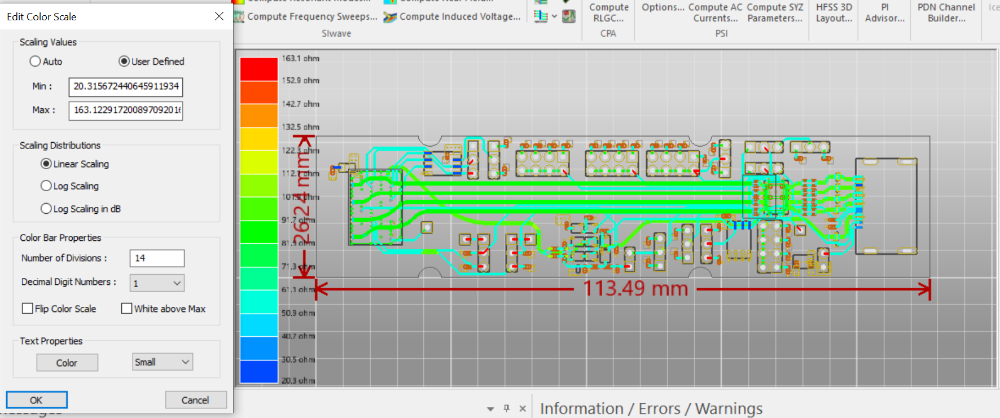 Edit Color Scale
Scaling Values
Auto
User Defined
Min :
20.315672440645911934
Max :
Scaling Distributions
Linear Scaling
Log Scaling
Log Scaling in dB
Color Bar Properties
Number of Divisions :
14
Decimal Digit Numbers :
1
Flip Color Scale
White above Max
Text Properties
Color
Small
OK
Cancel
Compute Frequency Sweeps...
Compute Induced Voltage...
SIwave
Compute
RLGC...
CPA
Options...
Compute AC
Currents...
Compute SYZ
Parameters...
PSI
HFSS 3D
Layout...
PI
Advisor...
PDN Channel
Builder...
163.1 ohm
152.9 ohm
142.7 ohm
132.5 ohm
122.3 ohm
112.1 ohm
101.9 ohm
91.7 ohm
81.5 ohm
71.3 ohm
61.1 ohm
50.9 ohm
40.7 ohm
30.5 ohm
20.3 ohm
26.624 mm
113.49 mm
Information / Errors / Warnings